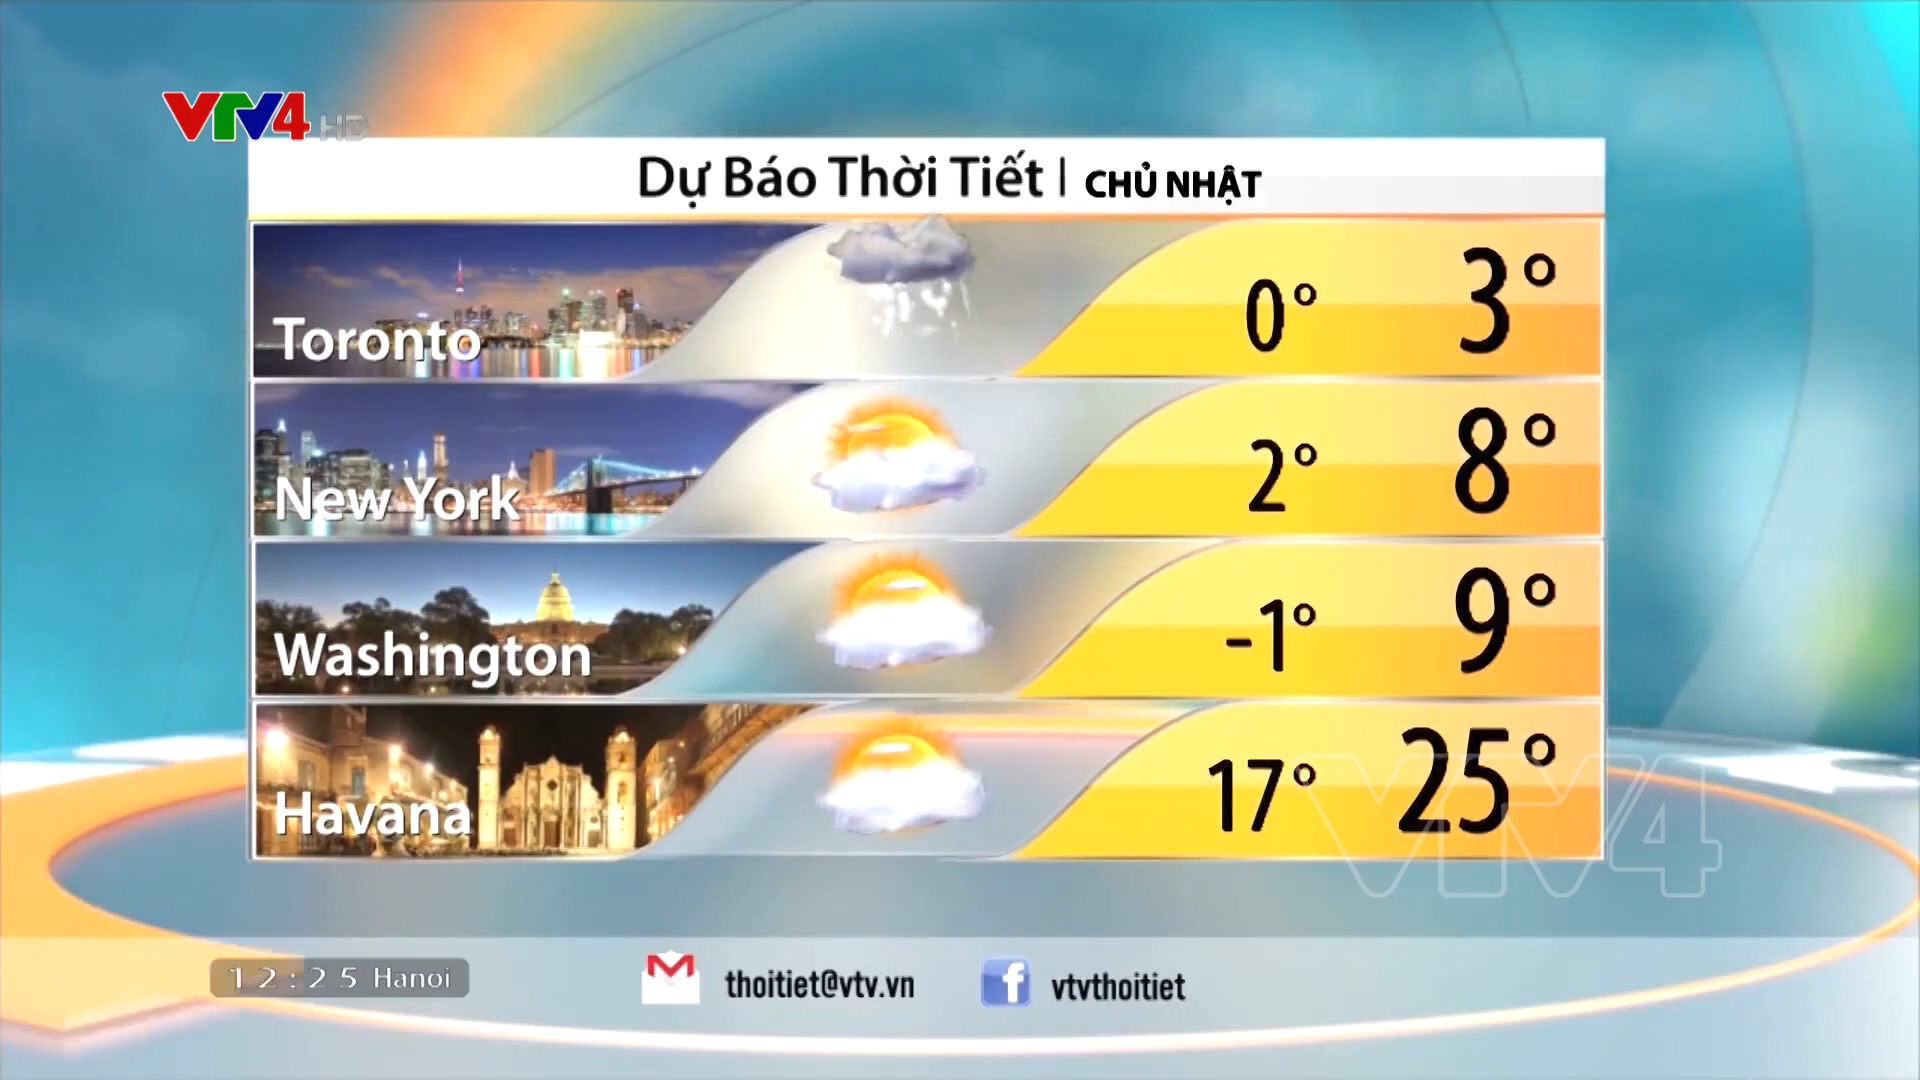 VTV4 HD
Dự Báo Thời Tiết | CHỦ NHẬT
Toronto 0° 3°
New York 2° 8°
Washington -1° 9°
Havana 17° 25°
VTV4
12:25 Hanoi thoitiet@vtv.vn f vtvthoitiet